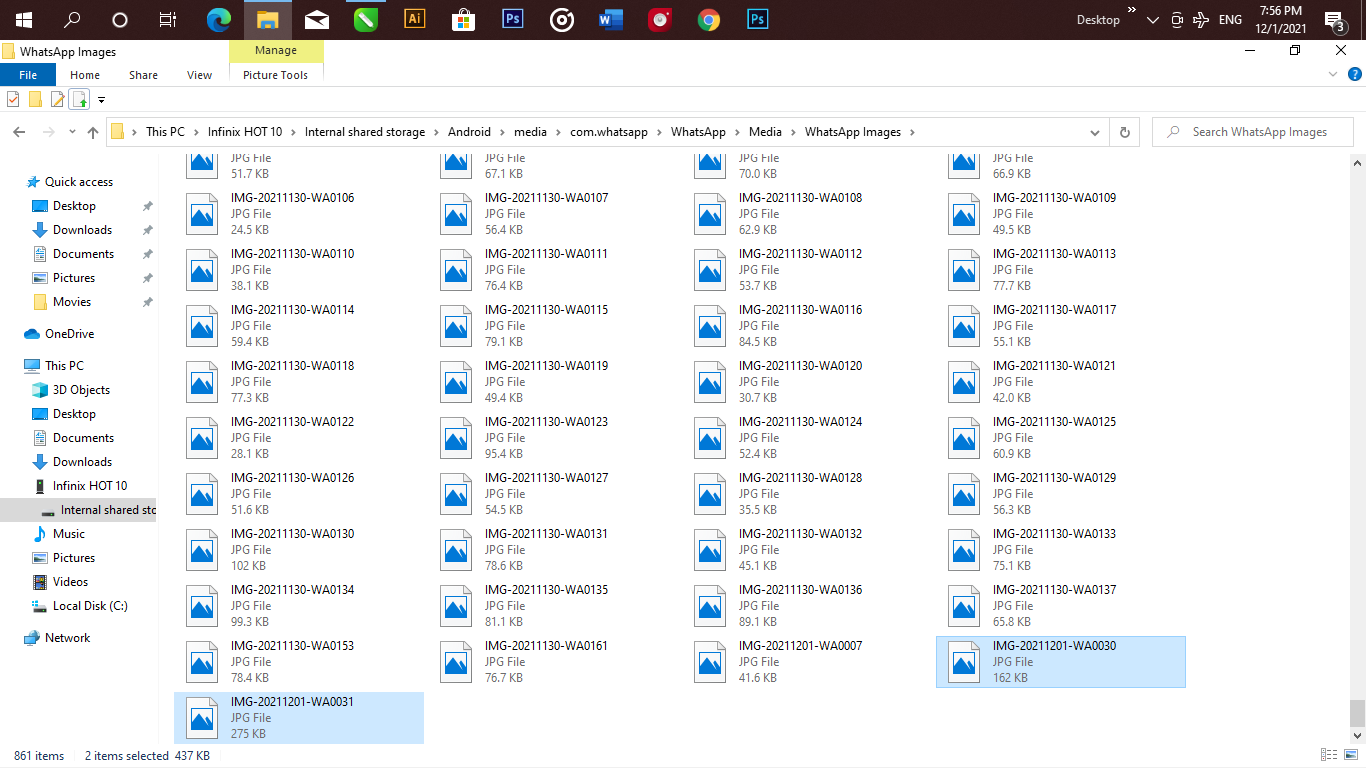 Desktop
ENG
7:56 PM
12/1/2021
3
Ai
Ps
W
Ps
WhatsApp Images
Manage
File
Home
Share
View
Picture Tools
This PC
Infinix HOT 10
Internal shared storage
Android
media
com.whatsapp
WhatsApp
Media
WhatsApp Images
Search WhatsApp Images
Quick access
Desktop
Downloads
Documents
Pictures
Movies
OneDrive
This PC
3D Objects
Desktop
Documents
Downloads
Infinix HOT 10
Internal shared sto
Music
Pictures
Videos
Local Disk (C:)
Network
JPG File
51.7 KB
JPG File
67.1 KB
JPG File
70.0 KB
JPG File
66.9 KB
IMG-20211130-WA0106
JPG File
24.5 KB
IMG-20211130-WA0107
JPG File
56.4 KB
IMG-20211130-WA0108
JPG File
62.9 KB
IMG-20211130-WA0109
JPG File
49.5 KB
IMG-20211130-WA0110
JPG File
38.1 KB
IMG-20211130-WA0111
JPG File
76.4 KB
IMG-20211130-WA0112
JPG File
53.7 KB
IMG-20211130-WA0113
JPG File
77.7 KB
IMG-20211130-WA0114
JPG File
59.4 KB
IMG-20211130-WA0115
JPG File
79.1 KB
IMG-20211130-WA0116
JPG File
84.5 KB
IMG-20211130-WA0117
JPG File
55.1 KB
IMG-20211130-WA0118
JPG File
77.3 KB
IMG-20211130-WA0119
JPG File
49.4 KB
IMG-20211130-WA0120
JPG File
30.7 KB
IMG-20211130-WA0121
JPG File
42.0 KB
IMG-20211130-WA0122
JPG File
28.1 KB
IMG-20211130-WA0123
JPG File
95.4 KB
IMG-20211130-WA0124
JPG File
52.4 KB
IMG-20211130-WA0125
JPG File
60.9 KB
IMG-20211130-WA0126
JPG File
51.6 KB
IMG-20211130-WA0127
JPG File
54.5 KB
IMG-20211130-WA0128
JPG File
35.5 KB
IMG-20211130-WA0129
JPG File
56.3 KB
IMG-20211130-WA0130
JPG File
102 KB
IMG-20211130-WA0131
JPG File
78.6 KB
IMG-20211130-WA0132
JPG File
45.1 KB
IMG-20211130-WA0133
JPG File
75.1 KB
IMG-20211130-WA0134
JPG File
99.3 KB
IMG-20211130-WA0135
JPG File
81.1 KB
IMG-20211130-WA0136
JPG File
89.1 KB
IMG-20211130-WA0137
JPG File
65.8 KB
IMG-20211130-WA0153
JPG File
78.4 KB
IMG-20211130-WA0161
JPG File
76.7 KB
IMG-20211201-WA0007
JPG File
41.6 KB
IMG-20211201-WA0030
JPG File
162 KB
IMG-20211201-WA0031
JPG File
275 KB
861 items
2 items selected 437 KB